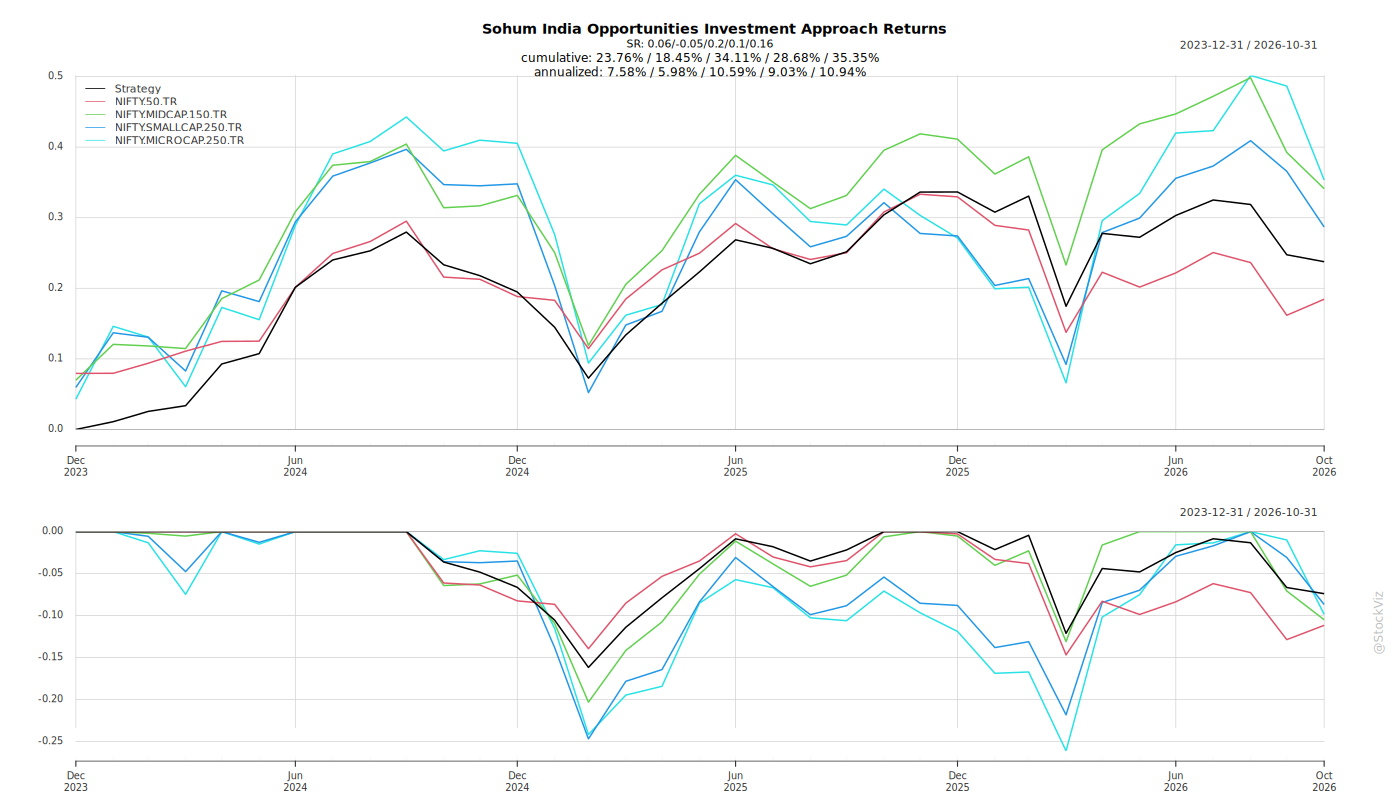 Sohum India Opportunities Investment Approach Returns
SR: 0.06/-0.05/0.2/0.1/0.16
cumulative: 23.76% / 18.45% / 34.11% / 28.68% / 35.35%
annualized: 7.58% / 5.98% / 10.59% / 9.03% / 10.94%
2023-12-31 / 2026-10-31
Strategy
NIFTY.50.TR
NIFTY.MIDCAP.150.TR
NIFTY.SMALLCAP.250.TR
NIFTY.MICROCAP.250.TR
0.5
0.4
0.3
0.2
0.1
0.0
Dec 2023
Jun 2024
Dec 2024
Jun 2025
Dec 2025
Jun 2026
Oct 2026
2023-12-31 / 2026-10-31
0.00
-0.05
-0.10
-0.15
-0.20
-0.25
Dec 2023
Jun 2024
Dec 2024
Jun 2025
Dec 2025
Jun 2026
Oct 2026
@StockViz